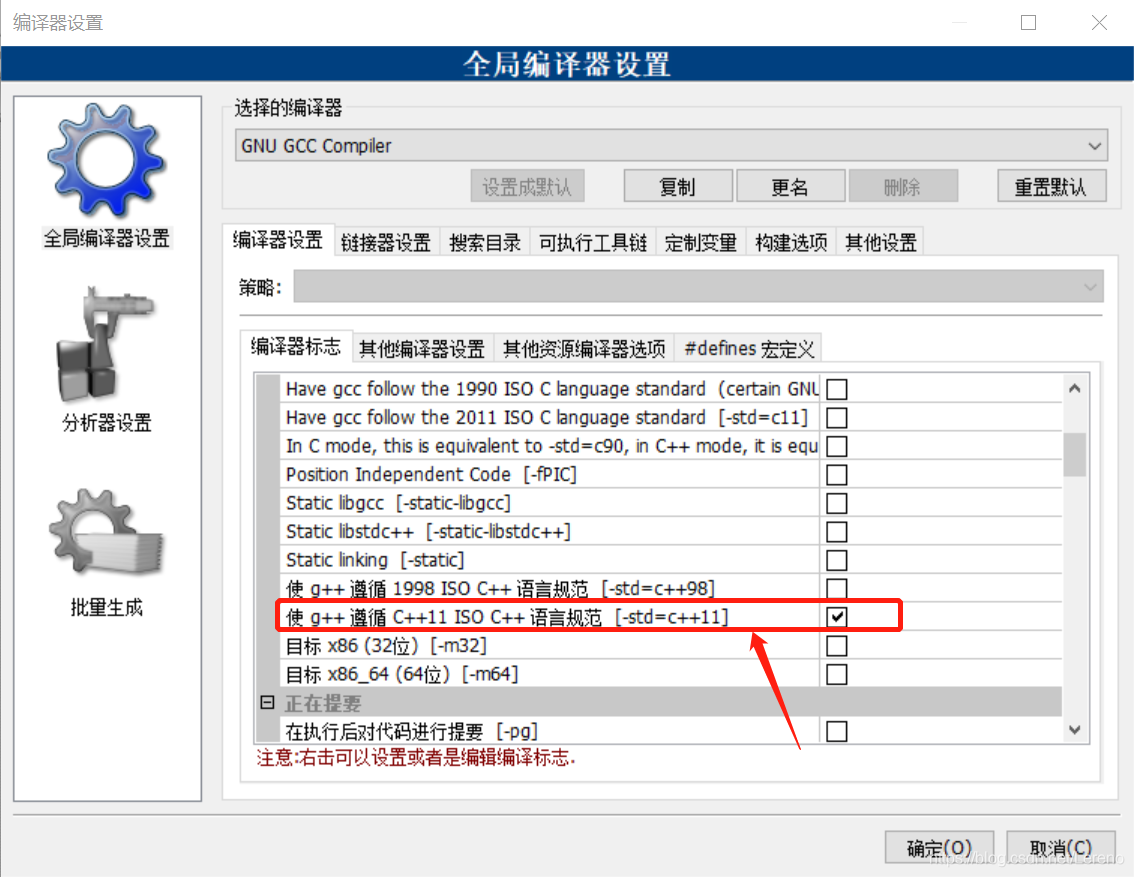 编译器设置
全局编译器设置
全局编译器设置
分析器设置
批量生成
选择的编译器
GNU GCC Compiler
设置成默认 复制 更名 删除 重置默认
编译器设置 链接器设置 搜索目录 可执行工具链 定制变量 构建选项 其他设置
策略：
编译器标志 其他编译器设置 其他资源编译器选项 #defines 宏定义
Have gcc follow the 1990 ISO C language standard (certain GNU
Have gcc follow the 2011 ISO C language standard [-std=c11]
In C mode, this is equivalent to -std=c90, in C++ mode, it is equ
Position Independent Code [-fPIC]
Static libgcc [-static-libgcc]
Static libstdc++ [-static-libstdc++]
Static linking [-static]
使 g++ 遵循 1998 ISO C++ 语言规范 [-std=c++98]
使 g++ 遵循 C++11 ISO C++ 语言规范 [-std=c++11]
目标 x86 (32位) [-m32]
目标 x86_64 (64位) [-m64]
正在提要
在执行后对代码进行提要 [-pg]
注意:右击可以设置或者是编辑编译标志.
确定(O) 取消(C)